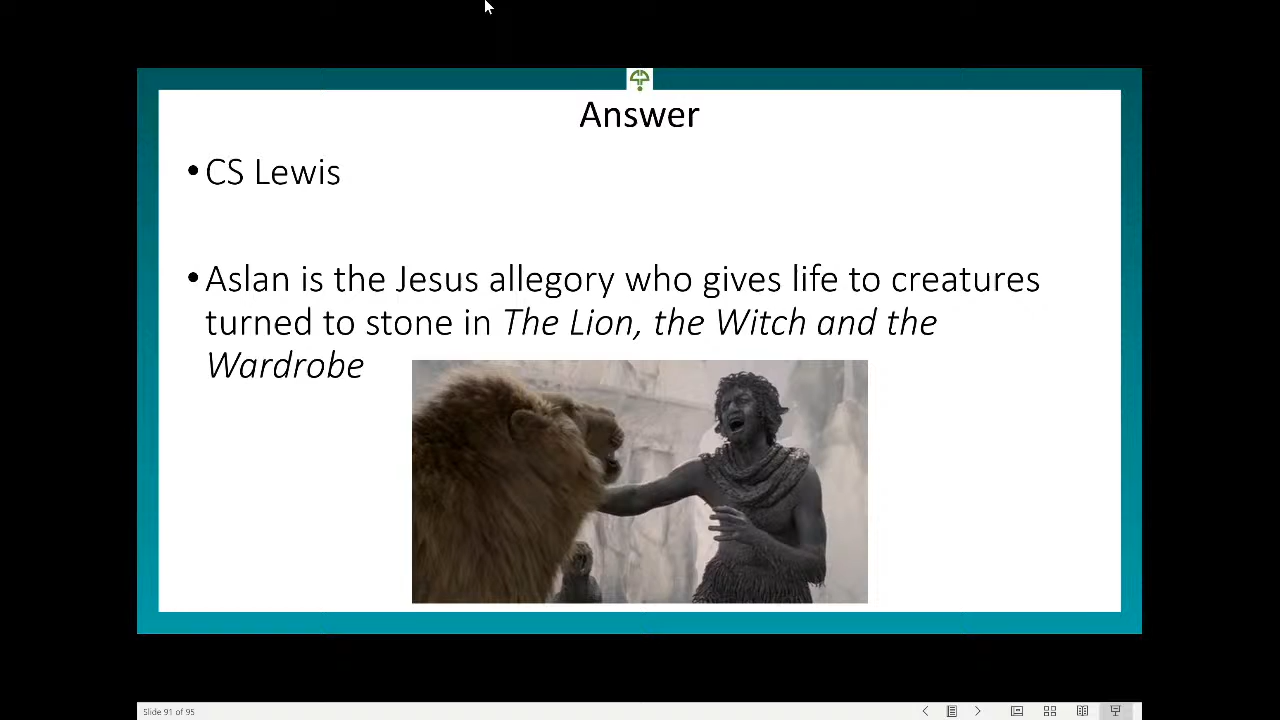 Answer
•CS Lewis
•Aslan is the Jesus allegory who gives life to creatures
turned to stone in The Lion, the Witch and the
Wardrobe
Slide 91 of 95